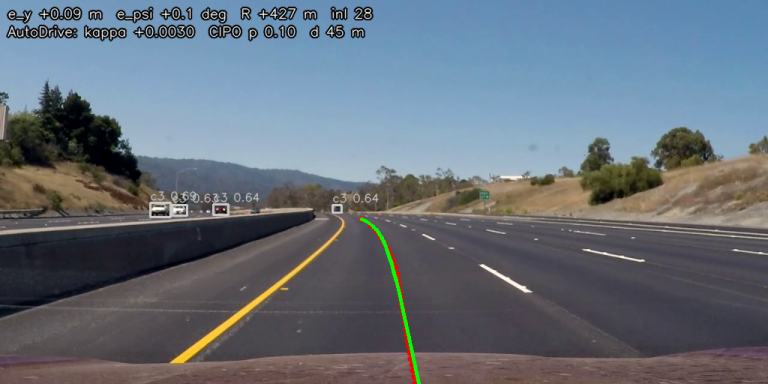 e_y +0.09 m e_psi +0.1 deg R +427 m inl 28
AutoDrive: kappa +0.0030 CIPO p 0.10 d 45 m
c3 0.64
c3 0.64